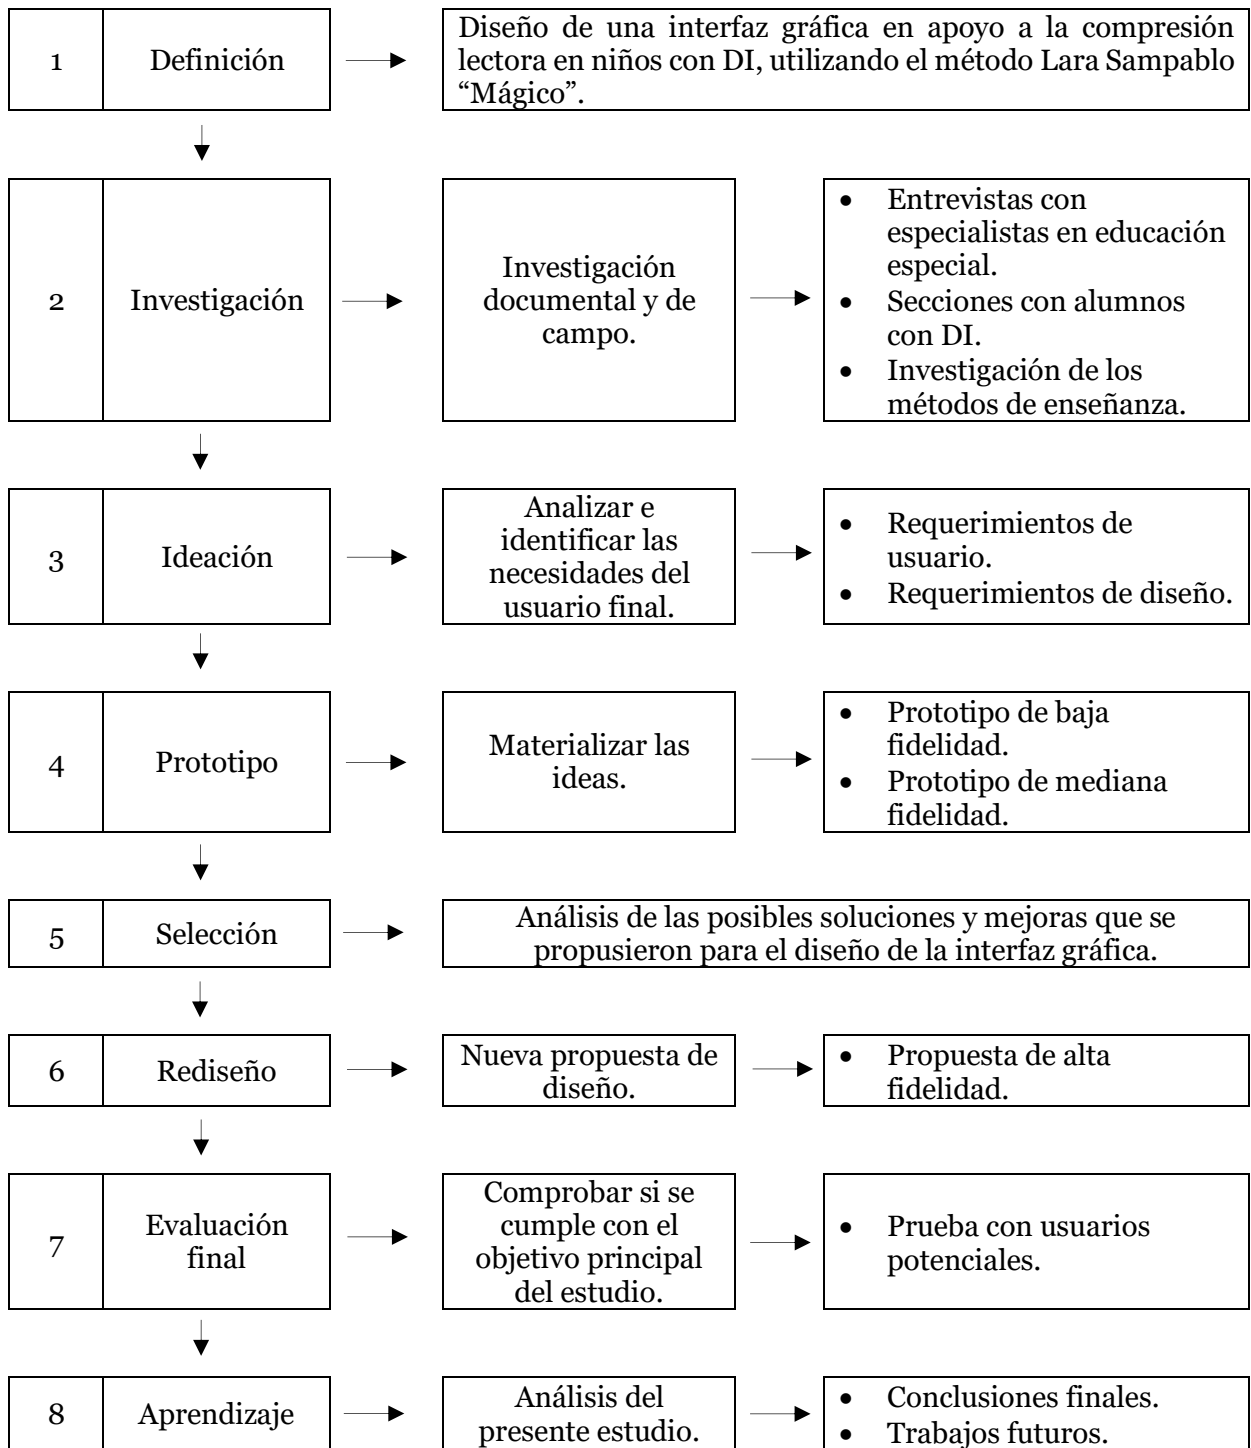 1
Definición
Diseño de una interfaz gráfica en apoyo a la compresión
lectora en niños con DI, utilizando el método Lara Sampablo
“Mágico”.
2
Investigación
Investigación
documental y de
campo.
• Entrevistas con
especialistas en educación
especial.
• Secciones con alumnos
con DI.
• Investigación de los
métodos de enseñanza.
3
Ideación
Analizar e
identificar las
necesidades del
usuario final.
• Requerimientos de
usuario.
• Requerimientos de diseño.
4
Prototipo
Materializar las
ideas.
• Prototipo de baja
fidelidad.
• Prototipo de mediana
fidelidad.
5
Selección
Análisis de las posibles soluciones y mejoras que se
propusieron para el diseño de la interfaz gráfica.
6
Rediseño
Nueva propuesta de
diseño.
• Propuesta de alta
fidelidad.
7
Evaluación
final
Comprobar si se
cumple con el
objetivo principal
del estudio.
• Prueba con usuarios
potenciales.
8
Aprendizaje
Análisis del
presente estudio.
• Conclusiones finales.
• Trabajos futuros.